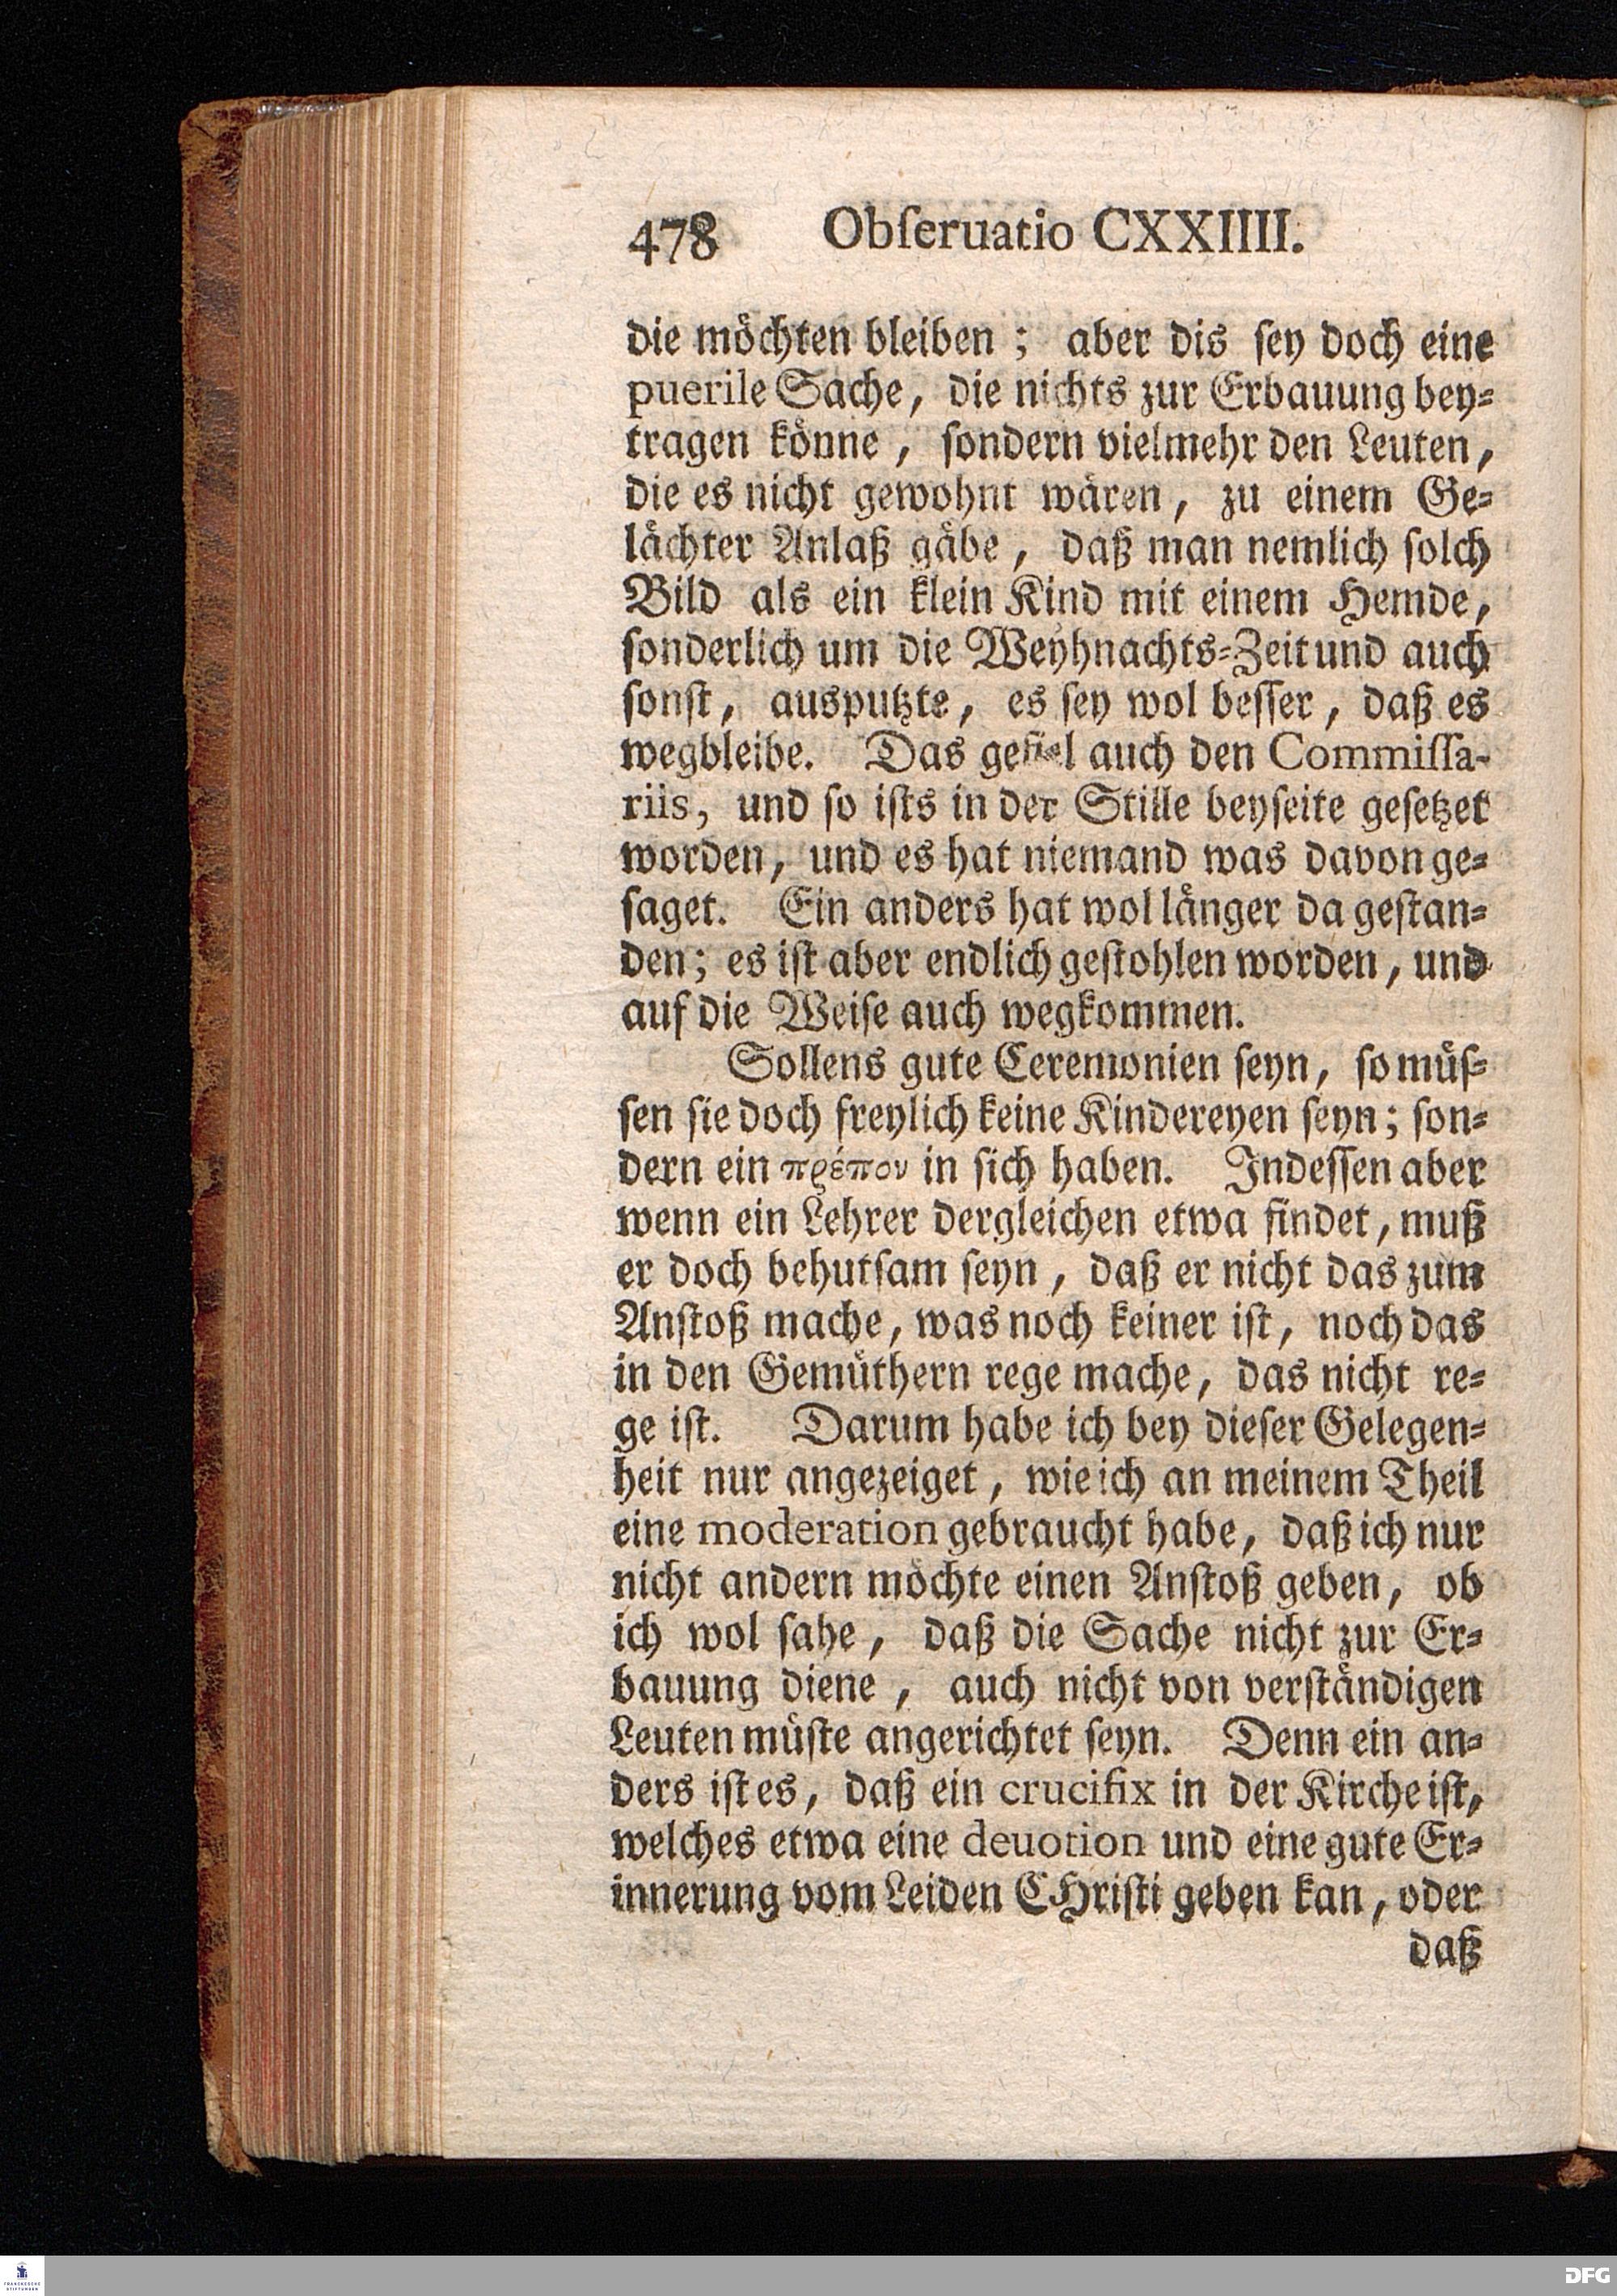 478 Obſeruatio CXXIIII.
die möchten bleiben ; aber dis ſey doch eine
puerile Sache, die nichts zur Erbauung bey⸗
tragen könne , ſondern vielmehr den Leuten,
die es nicht gewohnt wären, zu einem Ge⸗
lächter Anlaß gäbe, daß man nemlich ſolch
Bild als ein klein Kind mit einem Hemde,
ſonderlich um die Weyhnachts⸗Zeit und auch
ſonſt, ausputzte, es ſey wol beſſer, daß es
wegbleibe. Das gefiel auch den Commiſſa-
riis, und ſo iſts in der Stille beyſeite geſetzet
worden, und es hat niemand was davon ge⸗
ſaget. Ein anders hat wol länger da geſtan⸗
den; es iſt aber endlich geſtohlen worden, und
auf die Weiſe auch wegkommen.
Sollens gute Ceremonien ſeyn, ſo müſ⸗
ſen ſie doch freylich keine Kindereyen ſeyn; ſon⸗
dern ein πρέπον in ſich haben. Indeſſen aber
wenn ein Lehrer dergleichen etwa findet, muß
er doch behutſam ſeyn, daß er nicht das zum
Anſtoß mache, was noch keiner iſt, noch das
in den Gemüthern rege mache, das nicht re⸗
ge iſt. Darum habe ich bey dieſer Gelegen⸗
heit nur angezeiget, wie ich an meinem Theil
eine moderation gebraucht habe, daß ich nur
nicht andern möchte einen Anſtoß geben, ob
ich wol ſahe, daß die Sache nicht zur Er⸗
bauung diene , auch nicht von verſtändigen
Leuten müſte angerichtet ſeyn. Denn ein an⸗
ders iſt es, daß ein crucifix in der Kirche iſt,
welches etwa eine deuotion und eine gute Er⸗
innerung vom Leiden CHriſti geben kan, oder
daß
FRANCKESCHE
STIFTUNGEN
DFG